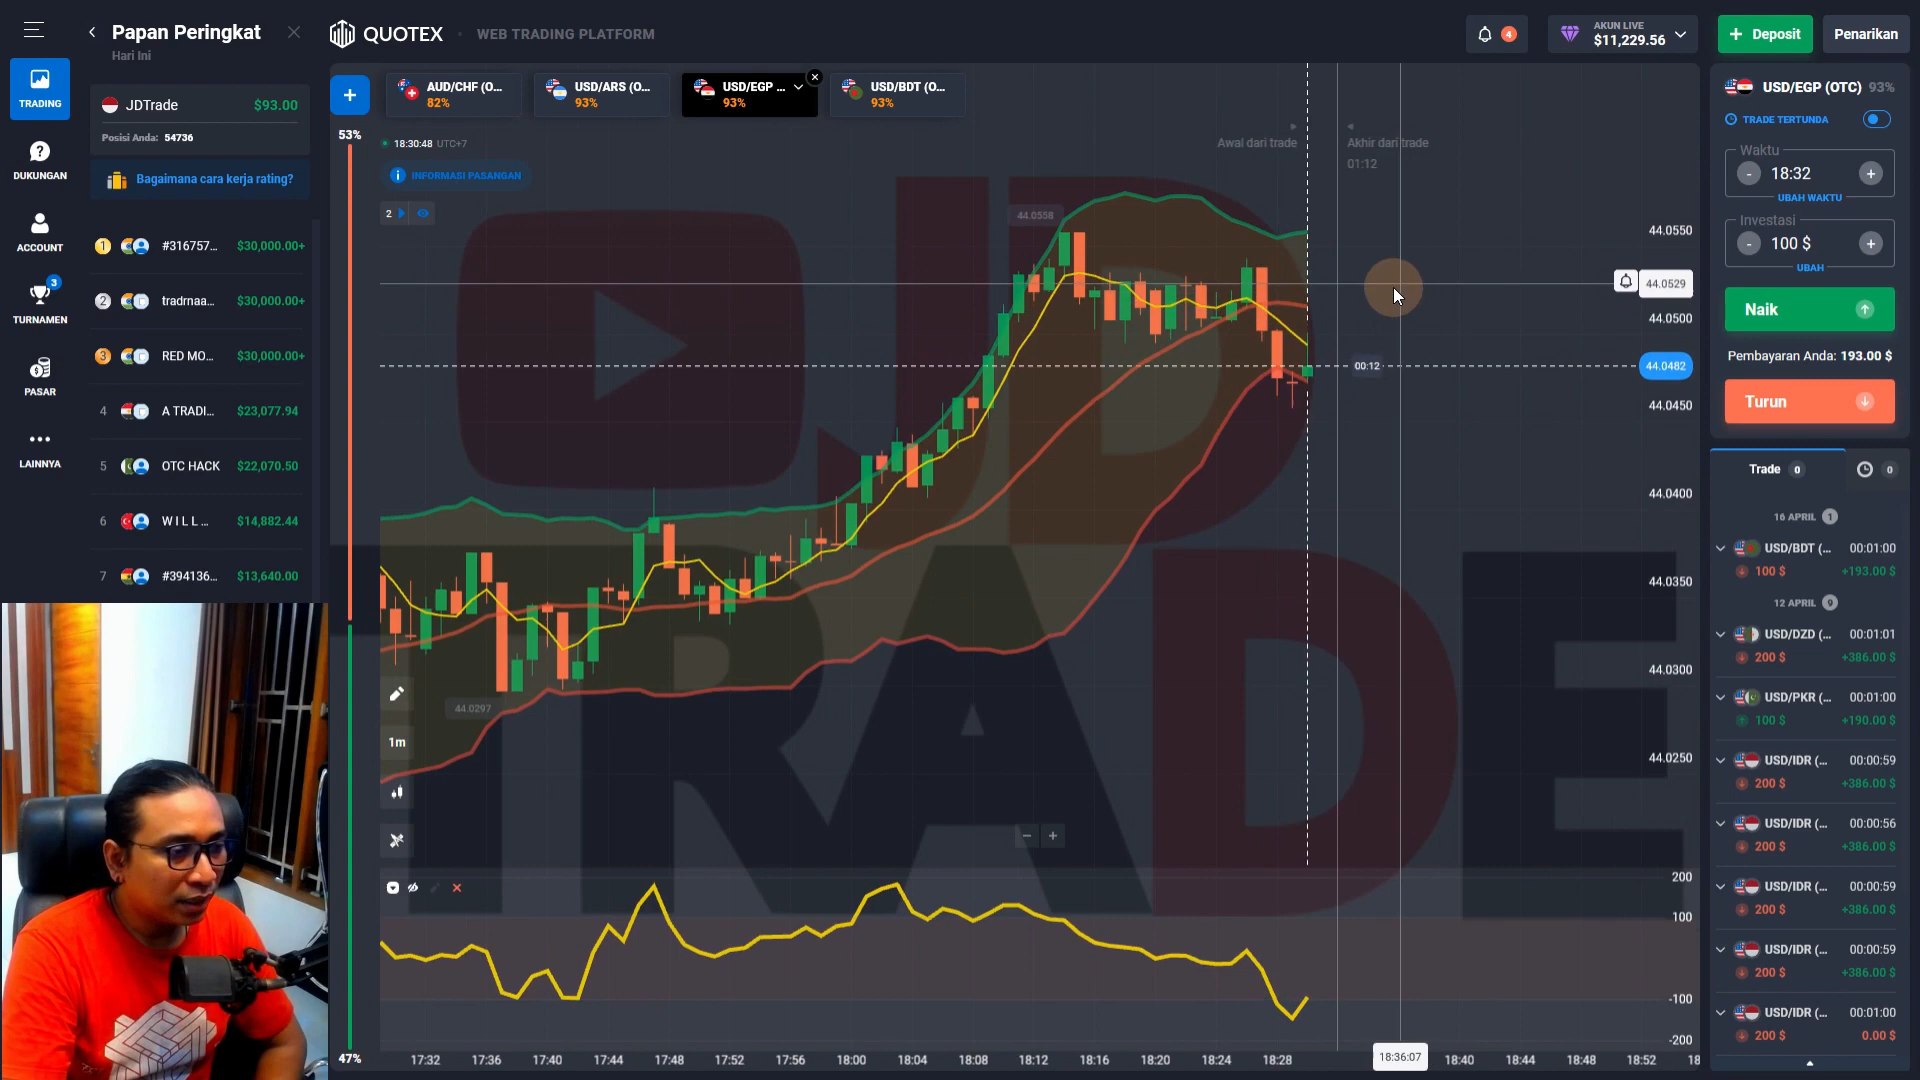 Papan Peringkat
Hari Ini
JDTrade $93.00
Posisi Anda: 54736
Bagaimana cara kerja rating?
1 #316757... $30,000.00+
2 tradrnaa... $30,000.00+
3 RED MO... $30,000.00+
4 A TRADI... $23,077.94
5 OTC HACK $22,070.50
6 W I L L ... $14,882.44
7 #394136... $13,640.00
TRADING
DUKUNGAN
ACCOUNT
3
TURNAMEN
PASAR
LAINNYA
QUOTEX
WEB TRADING PLATFORM
4
AKUN LIVE
$11,229.56
+ Deposit
Penarikan
+
AUD/CHF (O...
82%
USD/ARS (O...
93%
USD/EGP ...
93%
USD/BDT (O...
93%
53%
18:30:48 UTC+7
INFORMASI PASANGAN
2
Awal dari trade
Akhir dari trade
01:12
44.0558
44.0297
00:12
44.0550
44.0529
44.0500
44.0482
44.0450
44.0400
44.0350
44.0300
44.0250
1m
- +
JD
TRADE
200
100
-100
-200
47%
17:32 17:36 17:40 17:44 17:48 17:52 17:56 18:00 18:04 18:08 18:12 18:16 18:20 18:24 18:28 18:36:07 18:40 18:44 18:48 18:52 18
USD/EGP (OTC) 93%
TRADE TERTUNDA
Waktu
- 18:32 +
UBAH WAKTU
Investasi
- 100 $ +
UBAH
Naik
Pembayaran Anda: 193.00 $
Turun
Trade 0
0
16 APRIL 1
USD/BDT (... 00:01:00
100 $ +193.00 $
12 APRIL 9
USD/DZD (... 00:01:01
200 $ +386.00 $
USD/PKR (... 00:01:00
100 $ +190.00 $
USD/IDR (... 00:00:59
200 $ +386.00 $
USD/IDR (... 00:00:56
200 $ +386.00 $
USD/IDR (... 00:00:59
200 $ +386.00 $
USD/IDR (... 00:00:59
200 $ +386.00 $
USD/IDR (... 00:01:00
200 $ 0.00 $